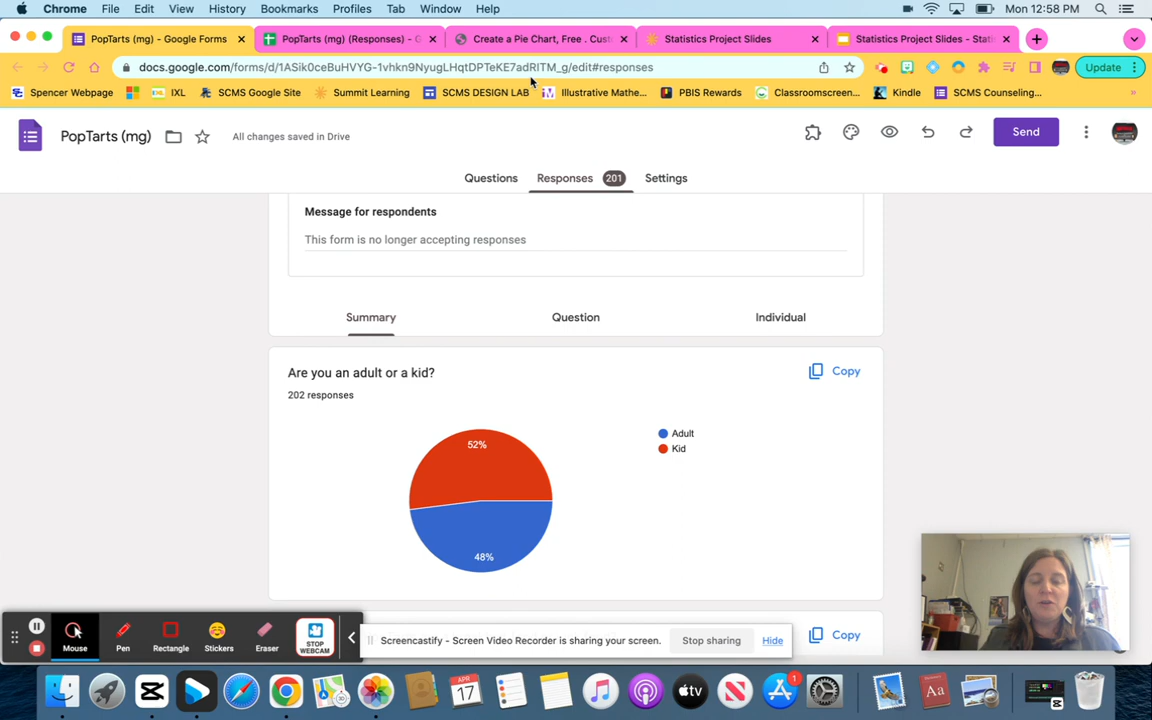 Chrome File Edit View History Bookmarks Profiles Tab Window Help Mon 12:58 PM
PopTarts (mg) - Google Forms PopTarts (mg) (Responses) - G Create a Pie Chart, Free . Cust Statistics Project Slides Statistics Project Slides - Stati
docs.google.com/forms/d/1ASik0ceBuHVYG-1vhkn9NyugLHqtDPTeKE7adRlTM_g/edit#responses Update
Spencer Webpage IXL SCMS Google Site Summit Learning SCMS DESIGN LAB Illustrative Mathe... PBIS Rewards Classroomscreen... Kindle SCMS Counseling...
PopTarts (mg) All changes saved in Drive Send
Questions Responses 201 Settings
Message for respondents
This form is no longer accepting responses
Summary Question Individual
Are you an adult or a kid? Copy
202 responses
52%
Adult
Kid
48%
Copy
Screencastify - Screen Video Recorder is sharing your screen. Stop sharing Hide
Mouse Pen Rectangle Stickers Eraser STOP WEBCAM
APR
17
tv
1
Aa